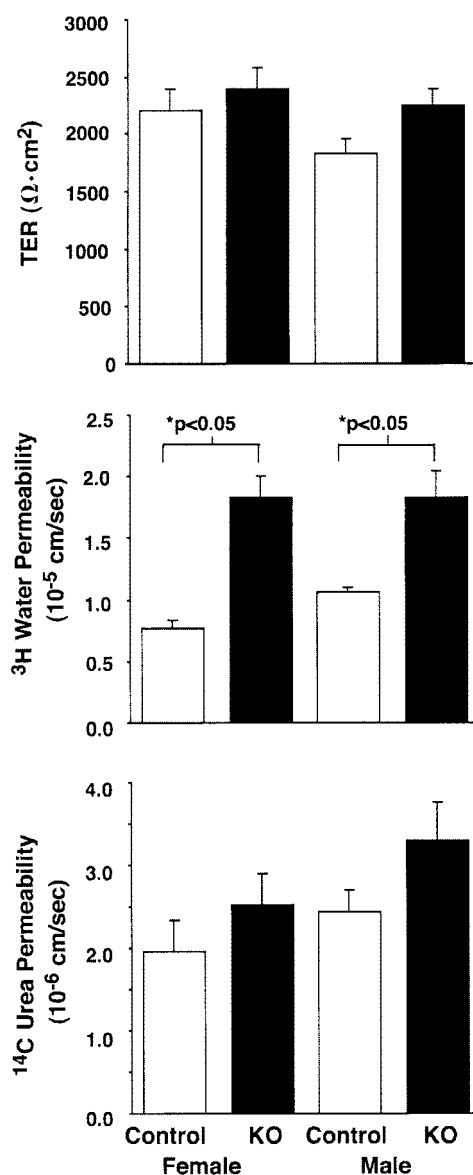 2500
2000
1500
1000
500
0
TER (Ω·cm²)
*p<0.05
*p<0.05
2.5
2.0
1.5
1.0
0.5
0.0
³H Water Permeability
(10⁻⁵ cm/sec)
4.0
3.0
2.0
1.0
0.0
¹⁴C Urea Permeability
(10⁻⁶ cm/sec)
Control KO Control KO
Female Male